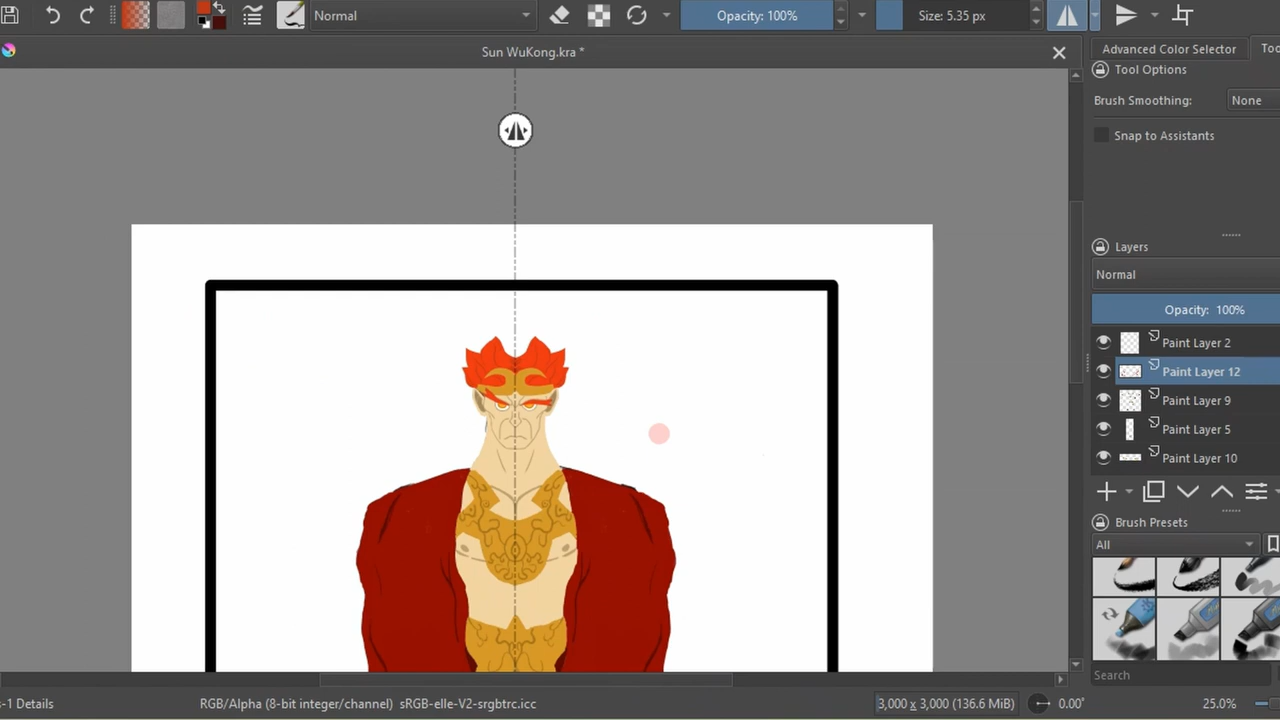 Normal
Opacity: 100%
Size: 5.35 px
Sun WuKong.kra *
Advanced Color Selector
Too
Tool Options
Brush Smoothing:
None
Snap to Assistants
Layers
Normal
Opacity: 100%
Paint Layer 2
Paint Layer 12
Paint Layer 9
Paint Layer 5
Paint Layer 10
Brush Presets
All
Search
s-1 Details
RGB/Alpha (8-bit integer/channel) sRGB-elle-V2-srgbtrc.icc
3,000 x 3,000 (136.6 MiB)
0.00°
25.0%